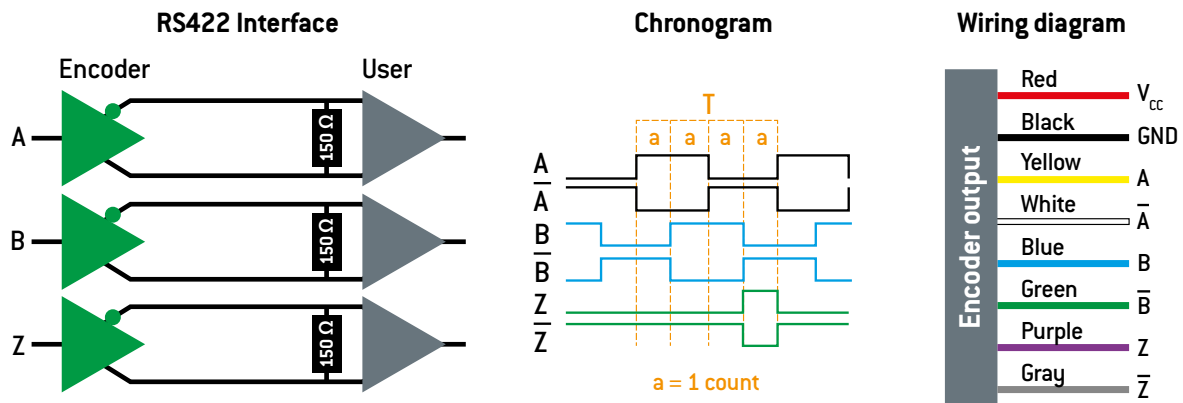 RS422 Interface
Encoder
User
A
150 Ω
B
150 Ω
Z
150 Ω
Chronogram
T
a a a a
A
A̅
B
B̅
Z
Z̅
a = 1 count
Wiring diagram
Encoder output
Red V_cc
Black GND
Yellow A
White A̅
Blue B
Green B̅
Purple Z
Gray Z̅